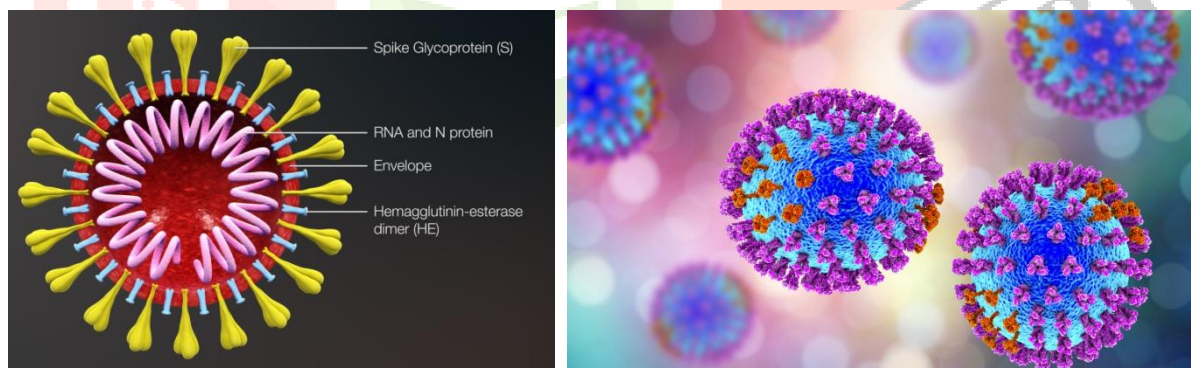 Spike Glycoprotein (S)
RNA and N protein
Envelope
Hemagglutinin-esterase
dimer (HE)